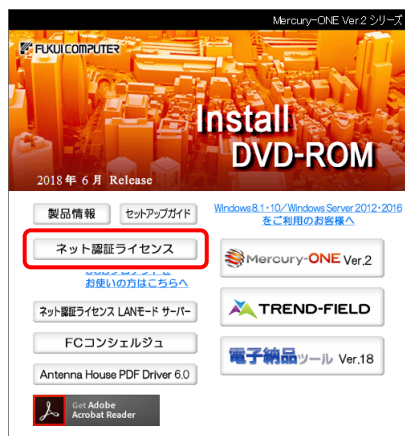 Mercury-ONE Ver.2 シリーズ
FUKUI COMPUTER
Install
DVD-ROM
2018年 6月 Release
製品情報
セットアップガイド
Windows8.1・10/Windows Server 2012・2016
をご利用のお客様へ
ネット認証ライセンス
お使いの方はこちらへ
Mercury-ONE Ver.2
ネット認証ライセンス LANモード サーバー
TREND-FIELD
FCコンシェルジュ
電子納品ツール Ver.18
Antenna House PDF Driver 6.0
Get Adobe
Acrobat Reader